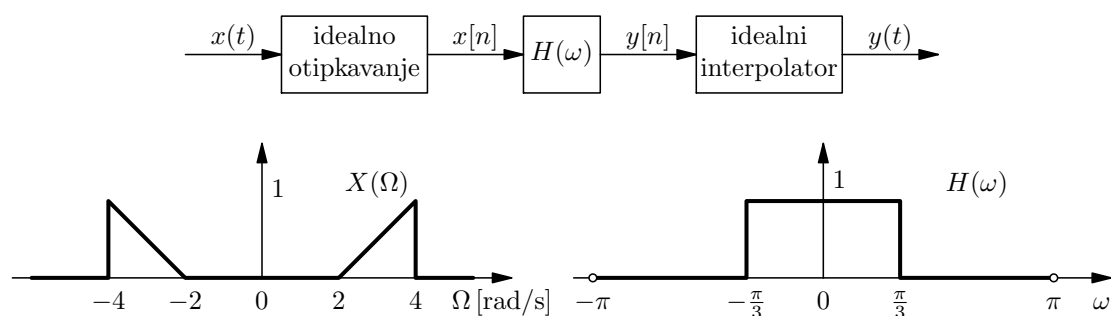 x(t) idealno otipkavanje x[n] H(ω) y[n] idealni interpolator y(t)
1 X(Ω)
−4 −2 0 2 4 Ω [rad/s]
1 H(ω)
−π −π/3 0 π/3 π ω